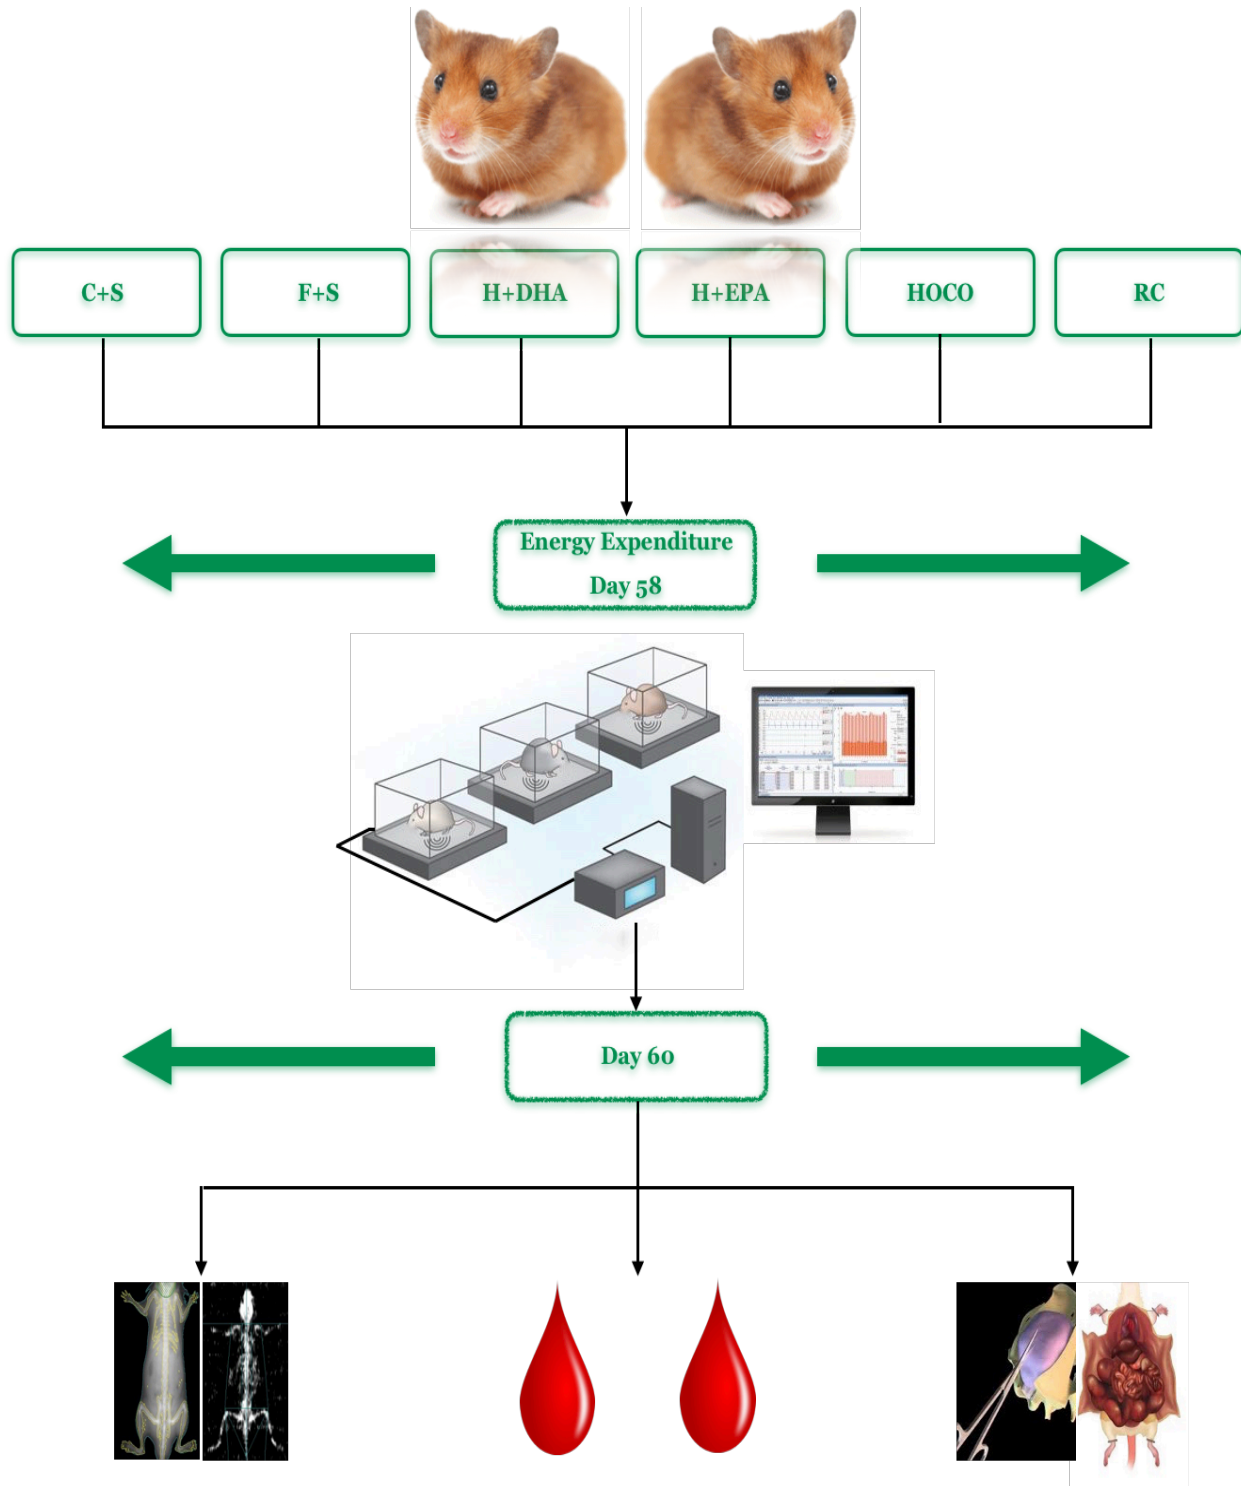 C+S
F+S
H+DHA
H+EPA
HOCO
RC
Energy Expenditure
Day 58
Day 60